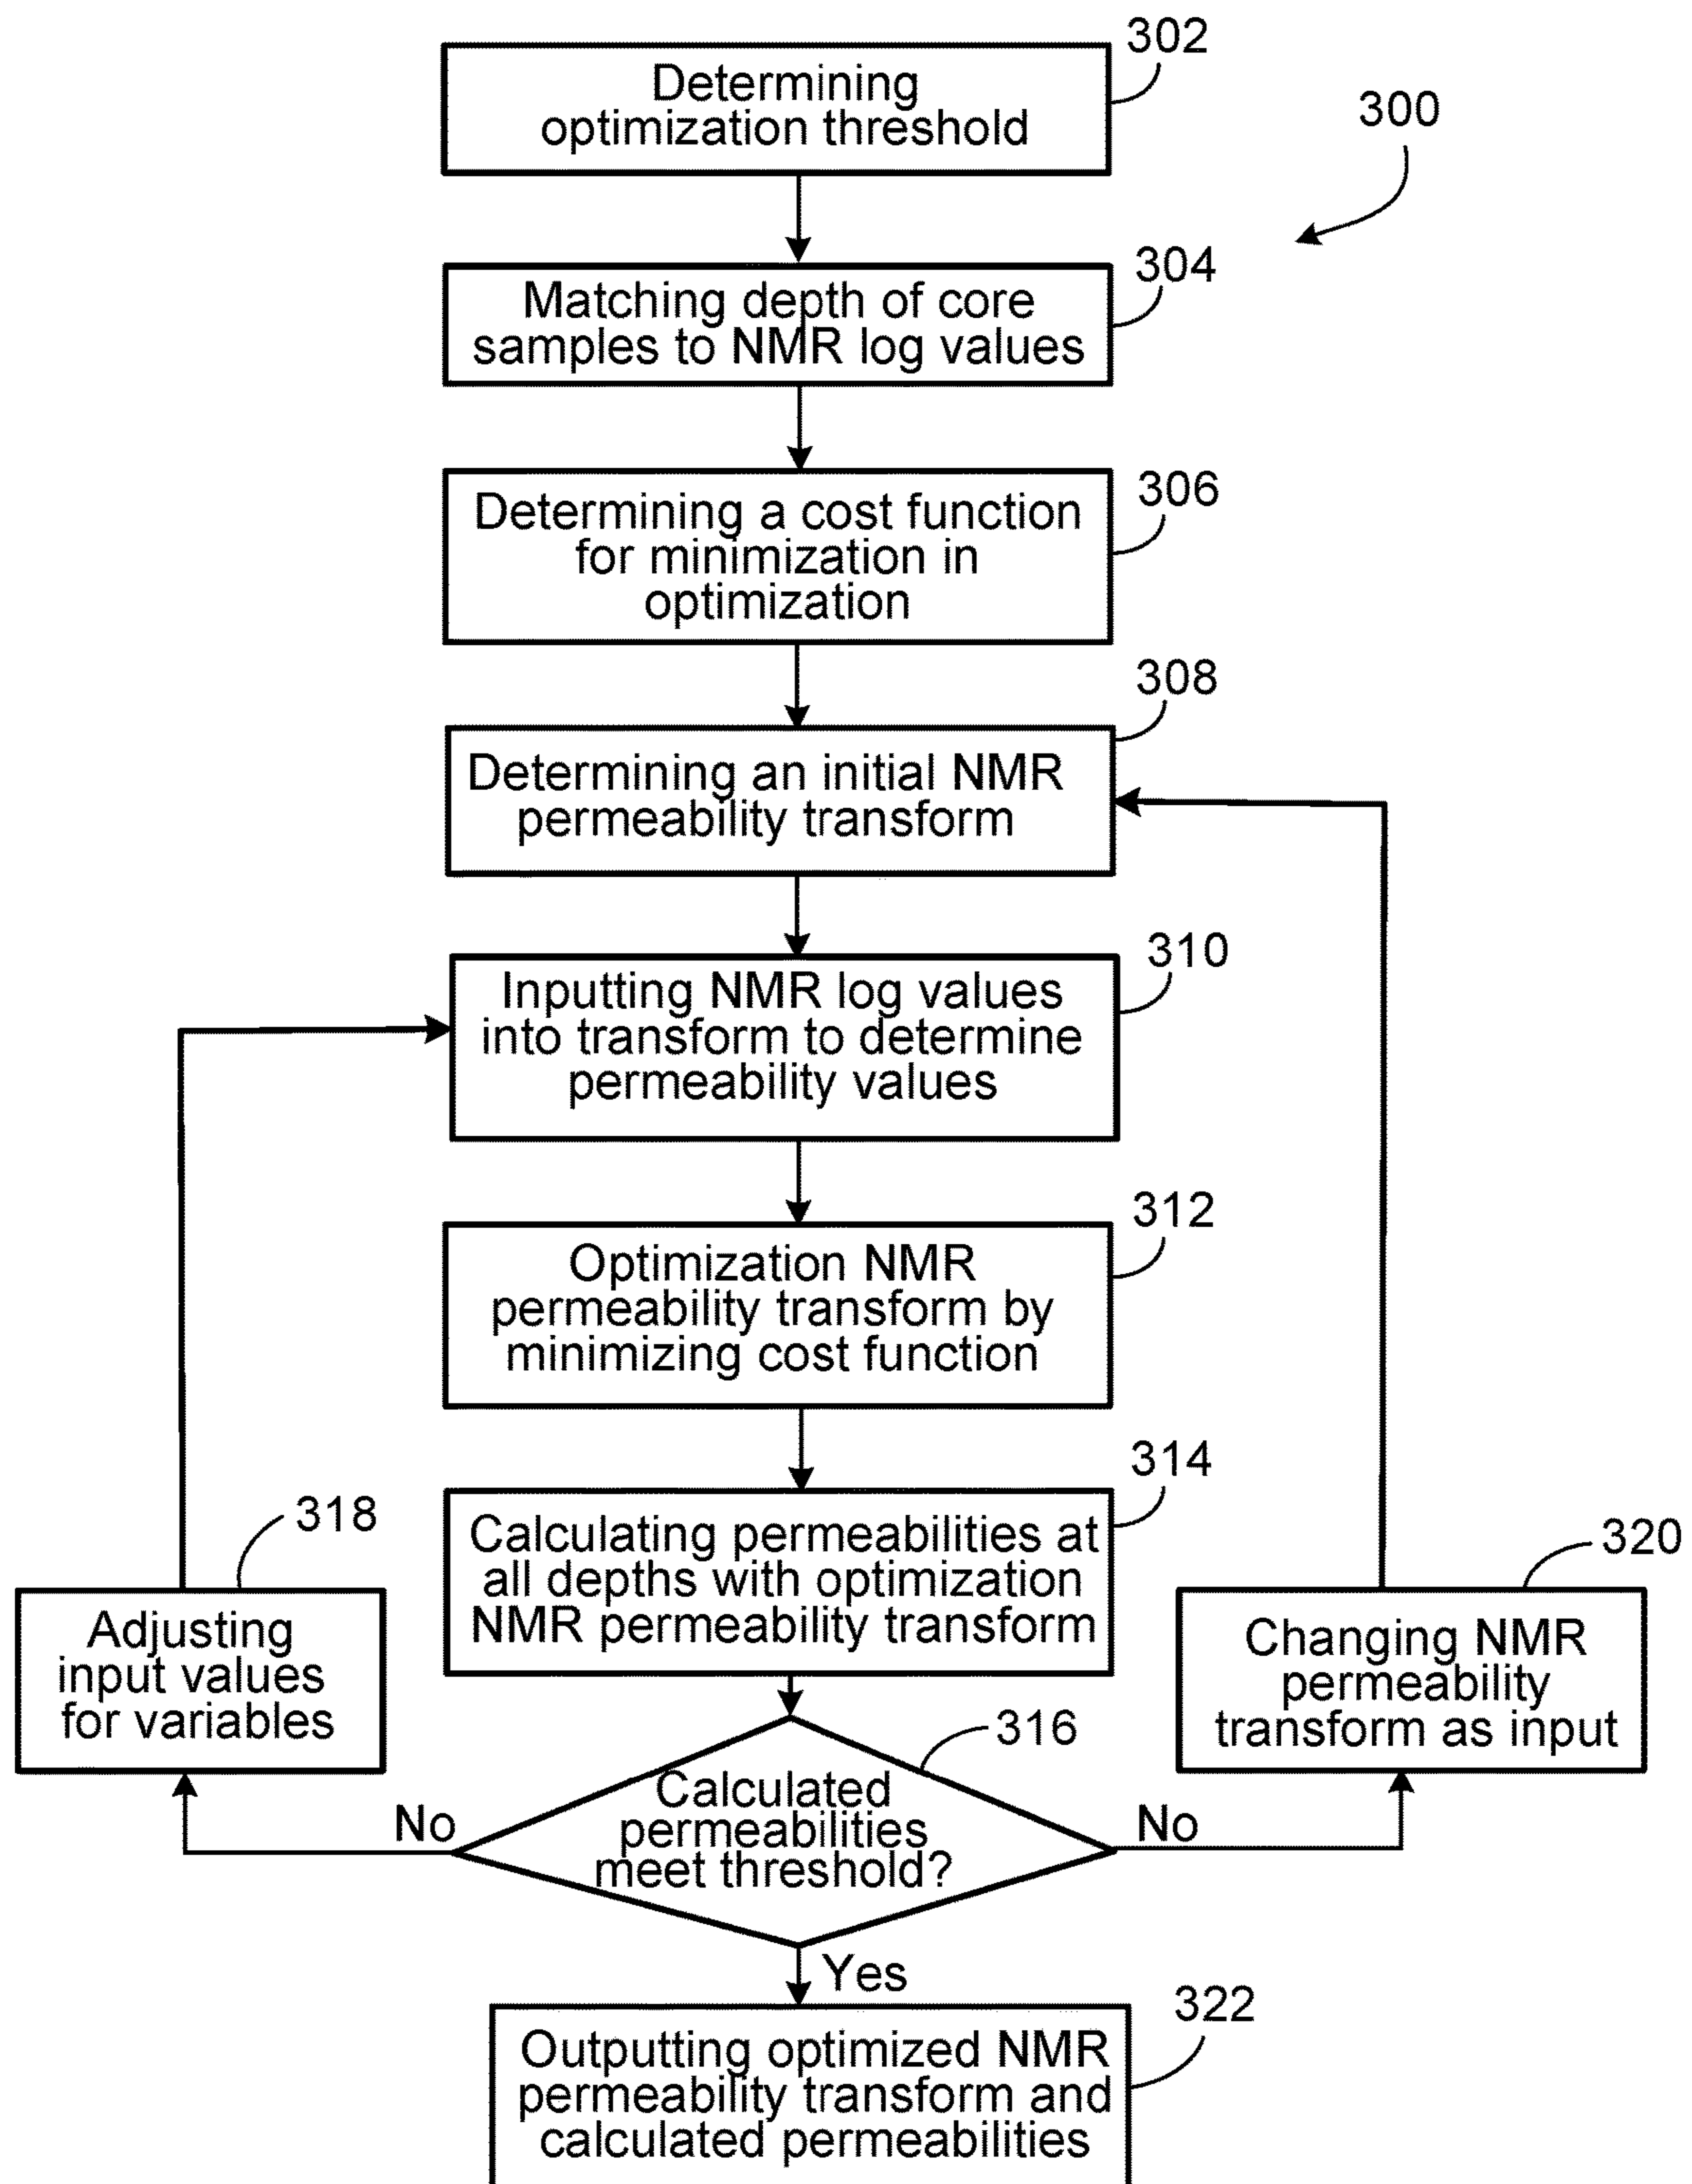 302
Determining
optimization threshold
300
304
Matching depth of core
samples to NMR log values
306
Determining a cost function
for minimization in
optimization
308
Determining an initial NMR
permeability transform
310
Inputting NMR log values
into transform to determine
permeability values
312
Optimization NMR
permeability transform by
minimizing cost function
314
Calculating permeabilities at
all depths with optimization
NMR permeability transform
318
Adjusting
input values
for variables
320
Changing NMR
permeability
transform as input
316
Calculated
permeabilities
meet threshold?
No
No
Yes
322
Outputting optimized NMR
permeability transform and
calculated permeabilities